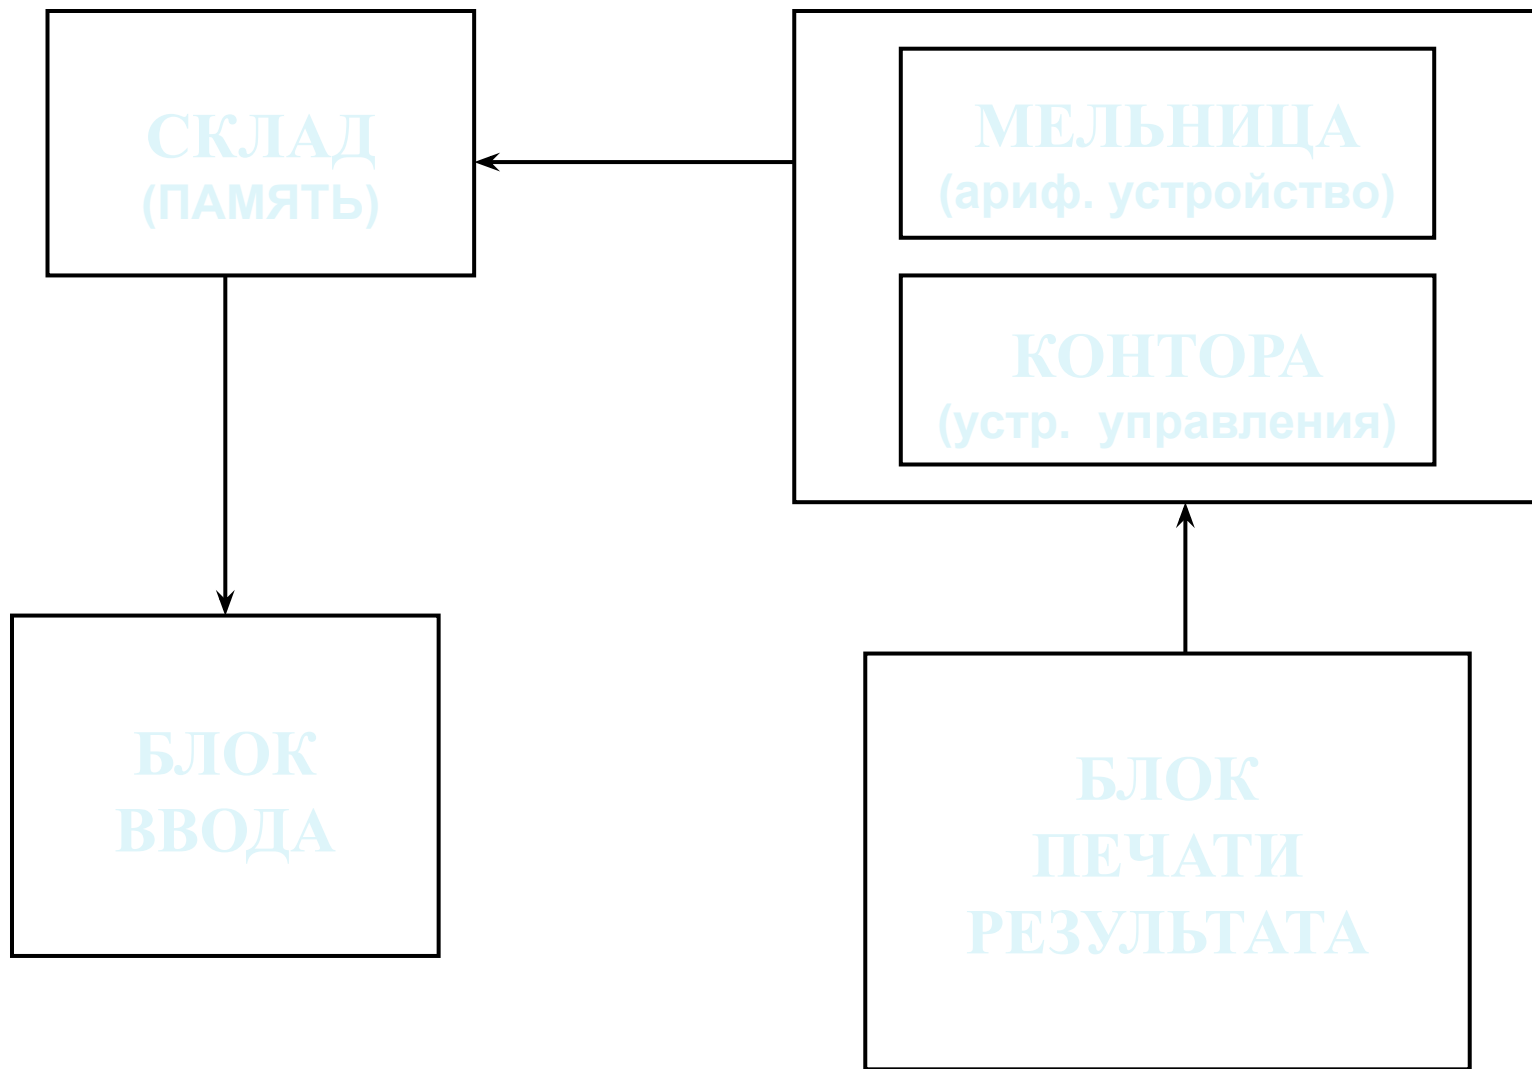 СКЛАД
(ПАМЯТЬ)
МЕЛЬНИЦА
(ариф. устройство)
КОНТОРА
(устр.  управления)
БЛОК
ВВОДА
БЛОК
ПЕЧАТИ
РЕЗУЛЬТАТА